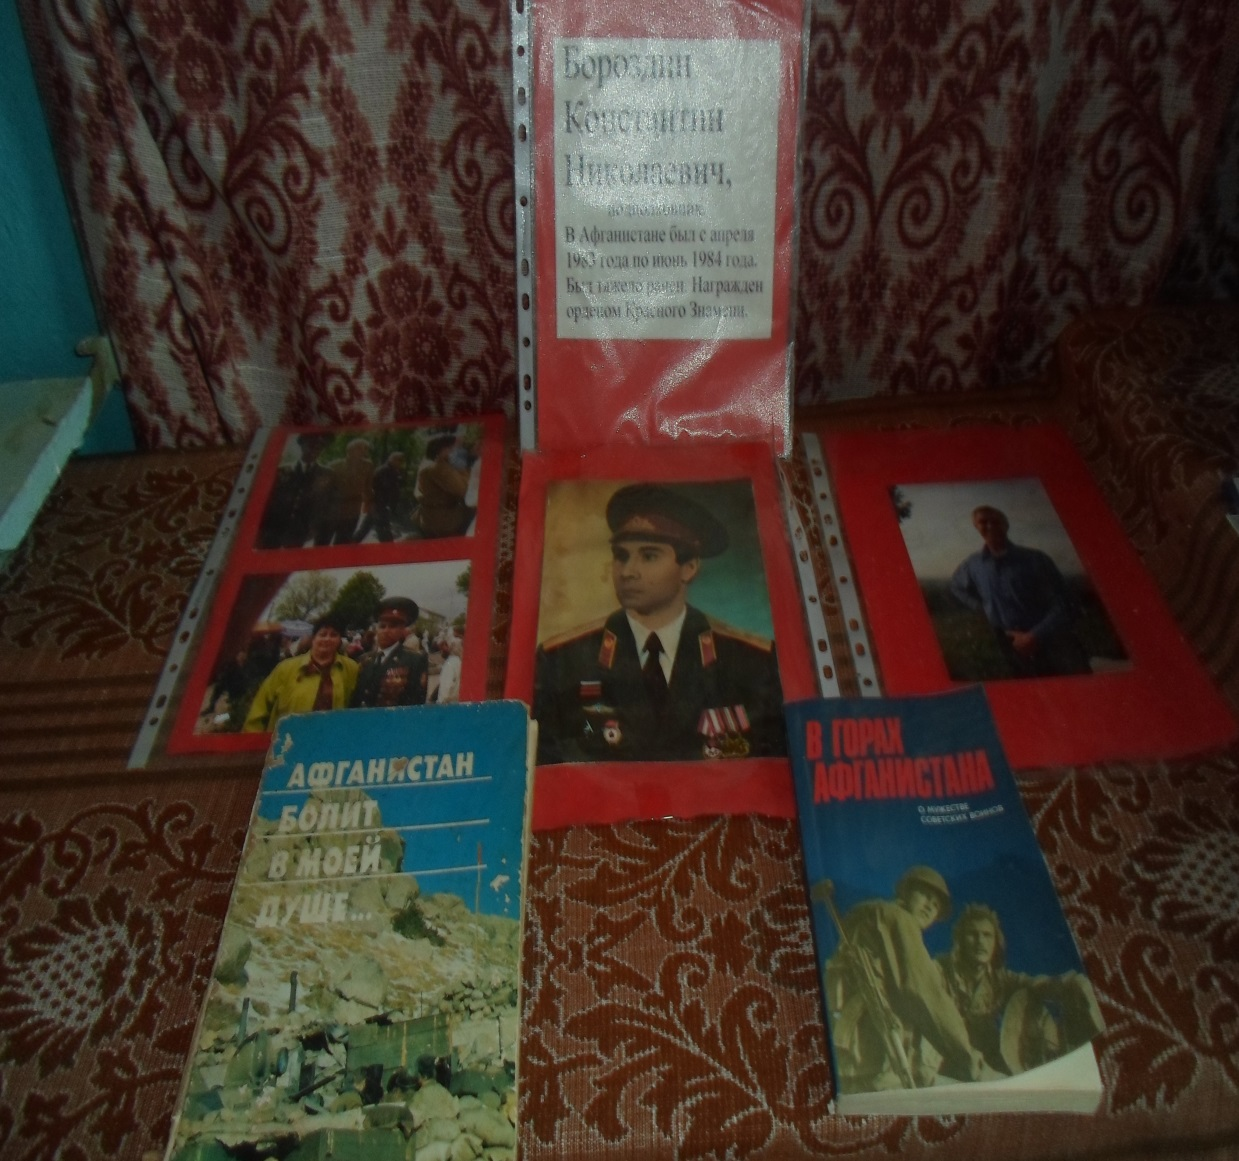 Бороздин
Константин
Николаевич,
подполковник.
В Афганистане был с апреля
1983 года по июнь 1984 года.
Был тяжело ранен. Награжден
орденом Красного Знамени.
АФГАНИСТАН
БОЛИТ
В МОЕЙ
ДУШЕ...
В ГОРАХ
АФГАНИСТАНА
О МУЖЕСТВЕ
СОВЕТСКИХ ВОИНОВ